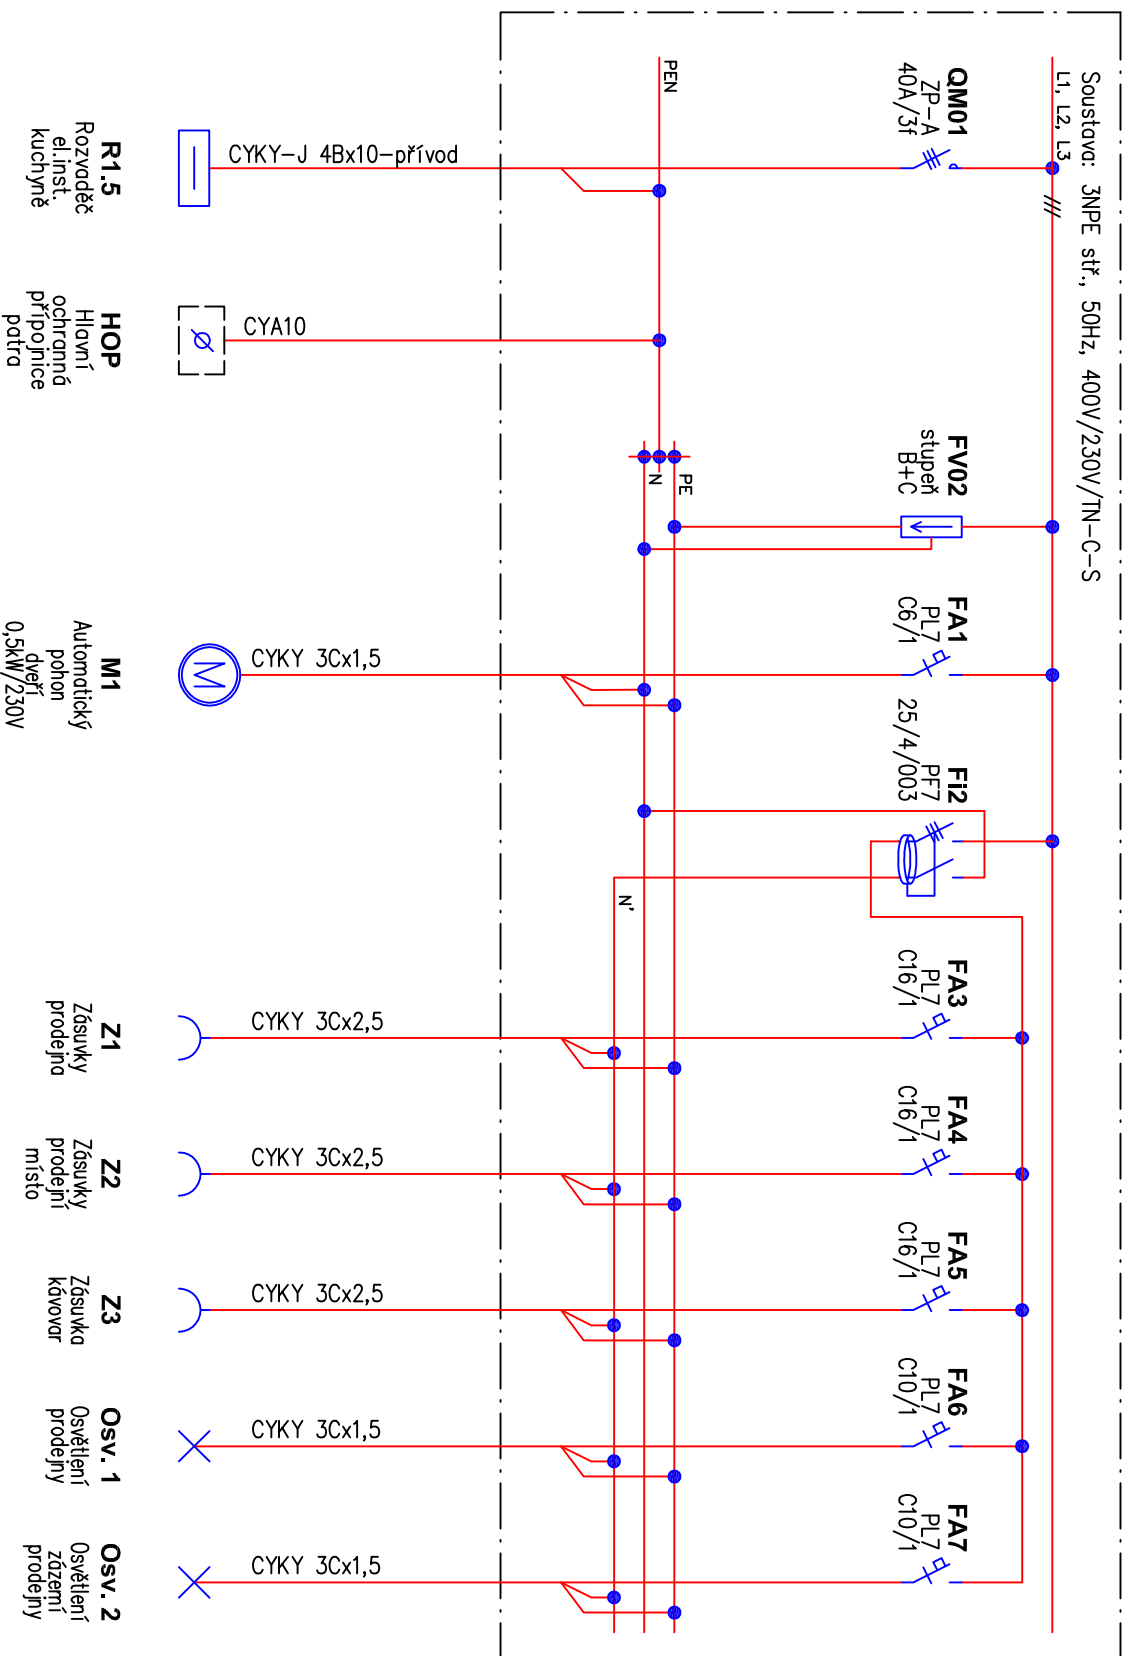 Soustava: 3NPE stř., 50Hz, 400V/230V/TN-C-S
L1, L2, L3
QM01
ZP-A
40A/3f
FV02
stupeň
B+C
FA1
PL7
C6/1
Fi2
PF7
25/4/003
FA3
PL7
C16/1
FA4
PL7
C16/1
FA5
PL7
C16/1
FA6
PL7
C10/1
FA7
PL7
C10/1
PEN
PE
N
N'
CYKY-J 4Bx10-přívod
CYA10
CYKY 3Cx1,5
CYKY 3Cx2,5
CYKY 3Cx2,5
CYKY 3Cx2,5
CYKY 3Cx1,5
CYKY 3Cx1,5
M
R1.5
Rozvaděč
el.inst.
kuchyně
HOP
Hlavní
ochranná
přípojnice
patra
M1
Automatický
pohon
dveří
0,5kW/230V
Z1
Zásuvky
prodejna
Z2
Zásuvky
prodejní
místo
Z3
Zásuvka
kávovar
Osv. 1
Osvětlení
prodejny
Osv. 2
Osvětlení
zázemí
prodejny